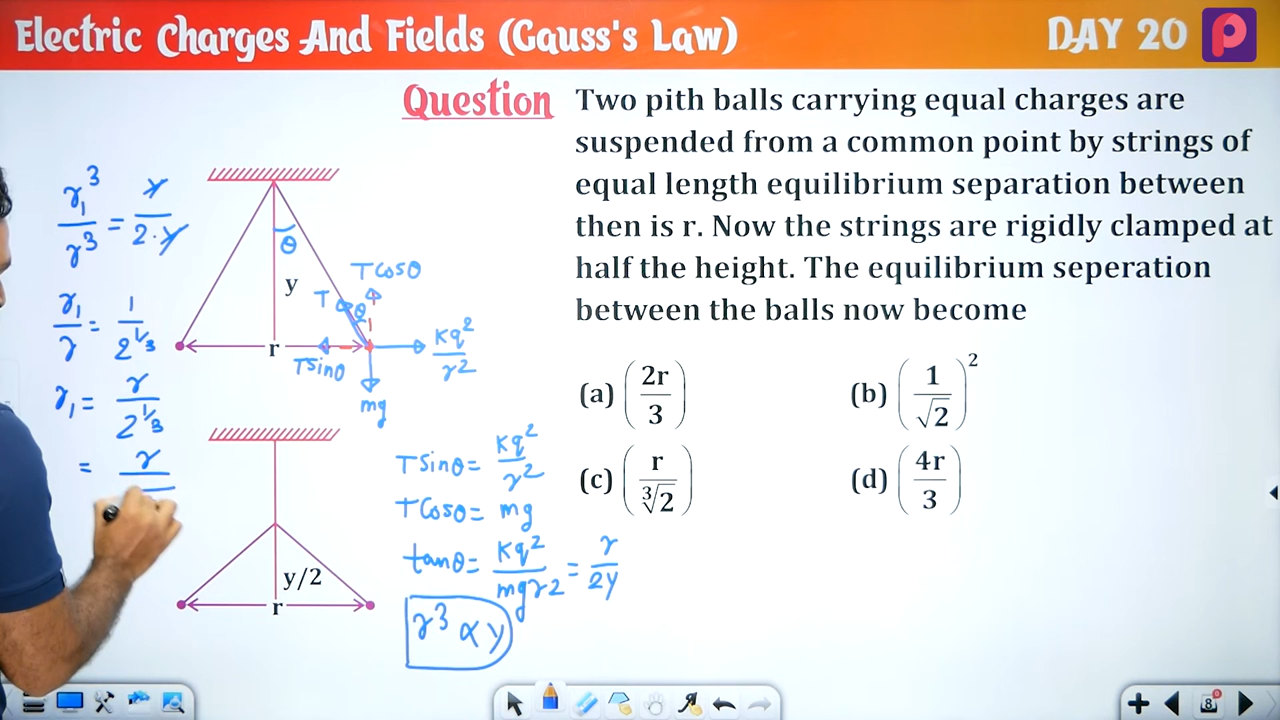 Electric Charges And Fields (Gauss's Law)
DAY 20
Question
Two pith balls carrying equal charges are
suspended from a common point by strings of
equal length equilibrium separation between
then is r. Now the strings are rigidly clamped at
half the height. The equilibrium seperation
between the balls now become
(a) (2r/3)
(b) (1/√2)²
(c) (r/∛2)
(d) (4r/3)
r₁³/r³ = y/2·y
r₁/r = 1/2^1/3
r₁ = r/2^1/3
= r
θ
y
T cosθ
T
θ
r
Tsinθ
Kq²/r²
mg
y/2
r
Tsinθ = Kq²/r²
Tcosθ = mg
tanθ = Kq²/mgr2 = r/2y
r³ ∝ y
8